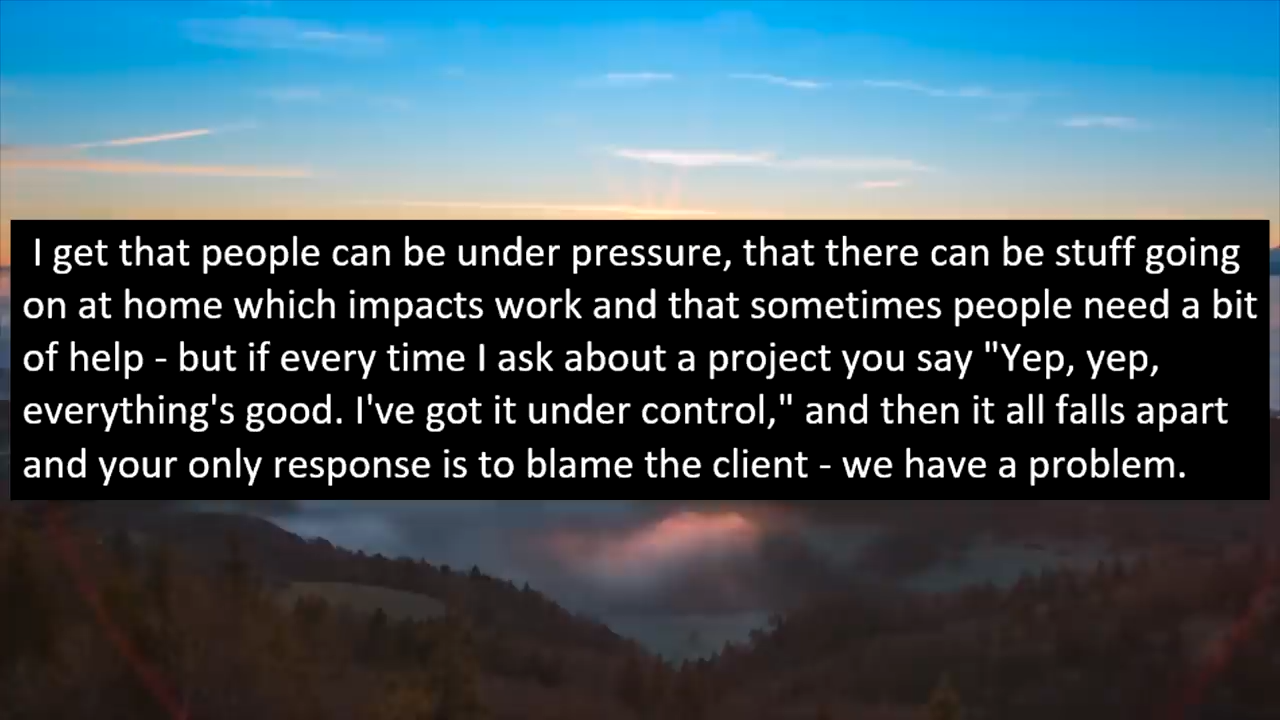 I get that people can be under pressure, that there can be stuff going
on at home which impacts work and that sometimes people need a bit
of help - but if every time I ask about a project you say "Yep, yep,
everything's good. I've got it under control," and then it all falls apart
and your only response is to blame the client - we have a problem.